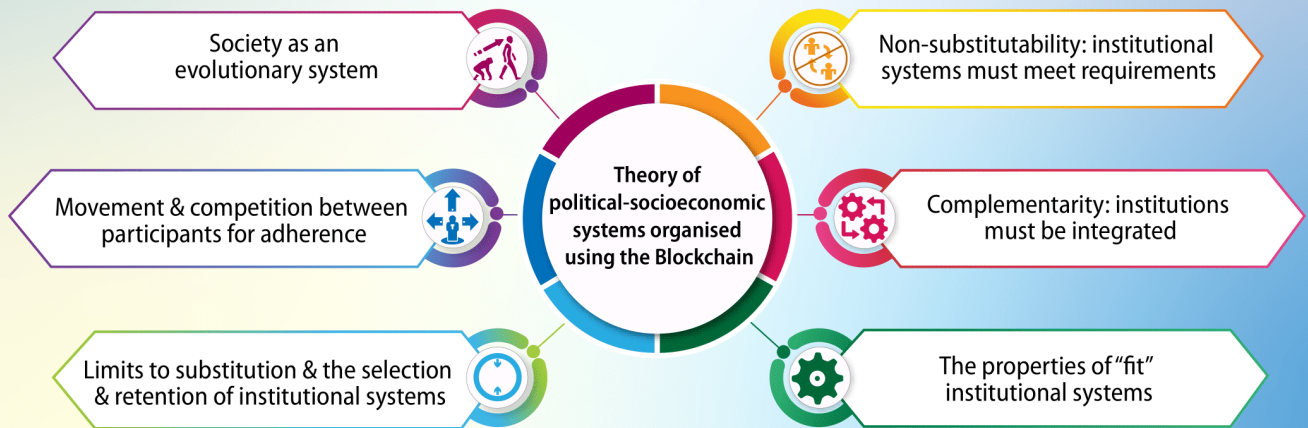 Society as an
evolutionary system
Movement & competition between
participants for adherence
Limits to substitution & the selection
& retention of institutional systems
Theory of
political-socioeconomic
systems organised
using the Blockchain
Non-substitutability: institutional
systems must meet requirements
Complementarity: institutions
must be integrated
The properties of “fit”
institutional systems